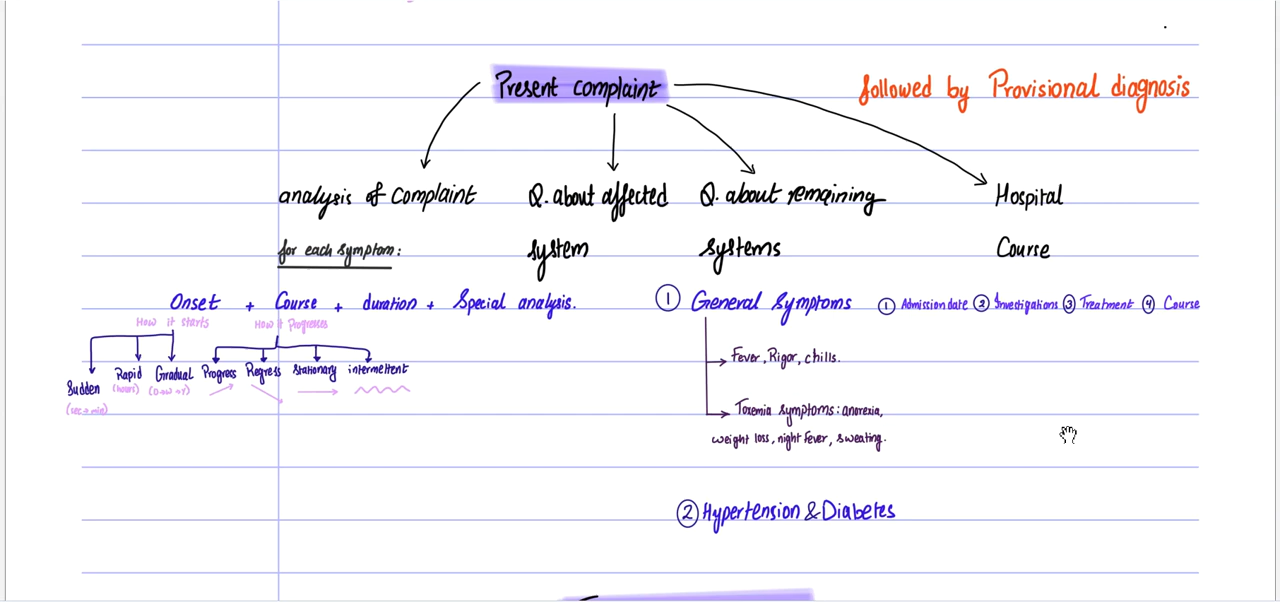 Present complaint
followed by Provisional diagnosis
analysis of Complaint
Q. about affected
Q. about remaining
Hospital
for each symptom:
system
systems
Course
Onset + Course + duration + Special analysis.
① General Symptoms
① Admission date ② Investigations ③ Treatment ④ Course
How it starts
How it Progresses
Sudden
Rapid
Gradual
Progress
Regress
Stationary
intermittent
(sec → min)
(hours)
(D→W→Y)
Fever, Rigor, chills.
Toxemia symptoms: anorexia,
weight loss, night fever, sweating.
② Hypertension & Diabetes